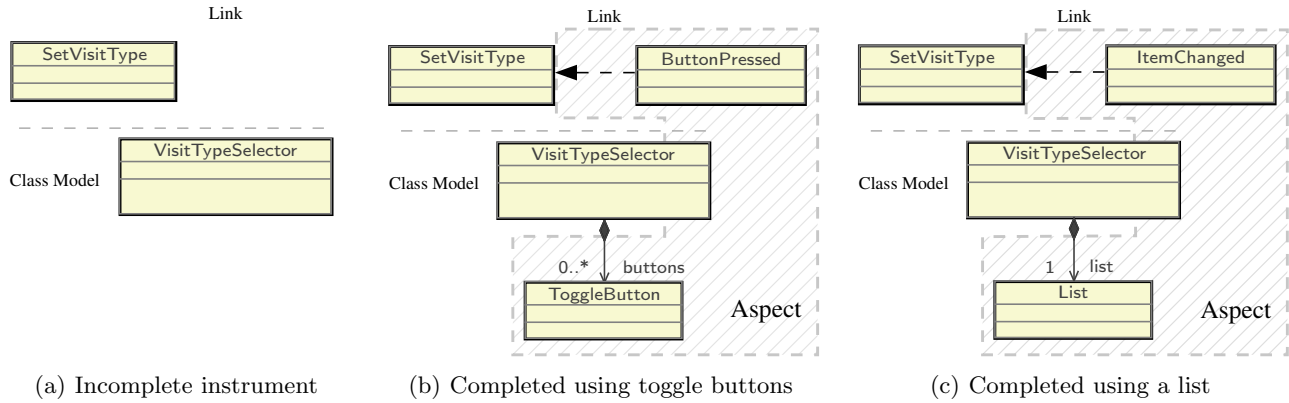 Link
SetVisitType
VisitTypeSelector
Class Model
(a) Incomplete instrument
Link
SetVisitType
ButtonPressed
VisitTypeSelector
Class Model
0..* buttons
ToggleButton
Aspect
(b) Completed using toggle buttons
Link
SetVisitType
ItemChanged
VisitTypeSelector
Class Model
1 list
List
Aspect
(c) Completed using a list